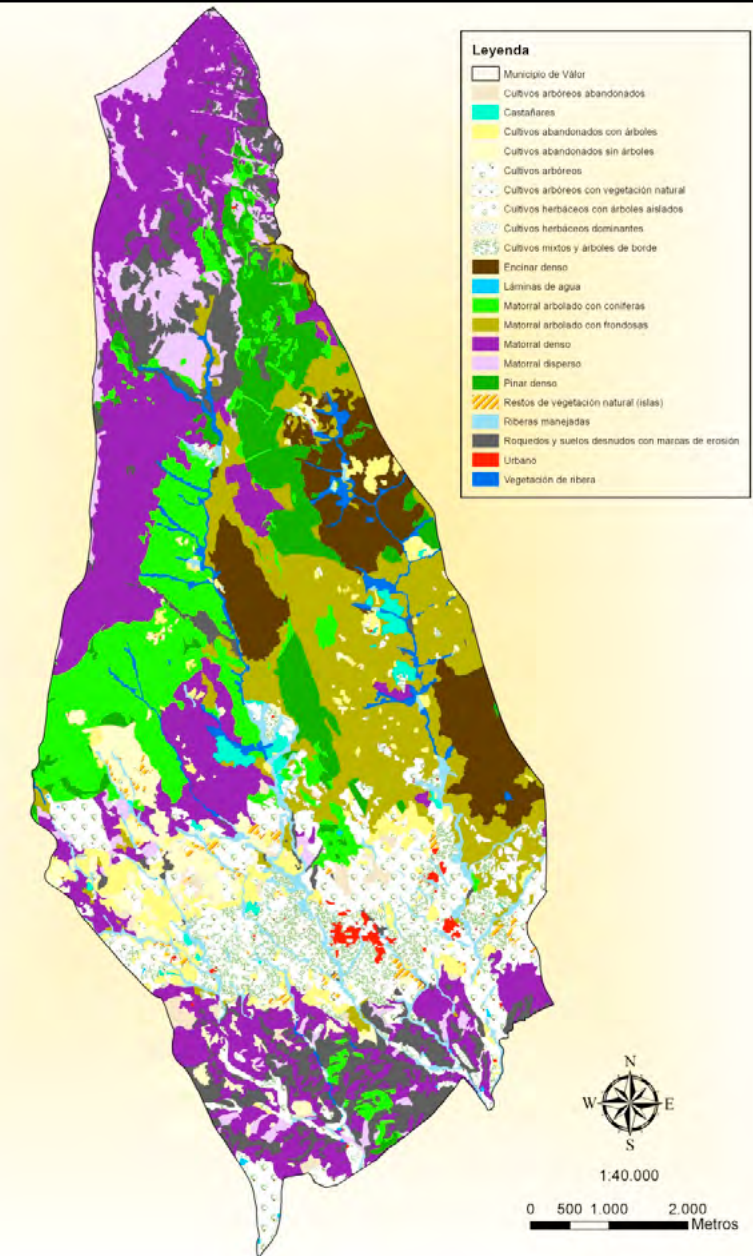 Leyenda
Municipio de Válor
Cultivos arbóreos abandonados
Castañares
Cultivos abandonados con árboles
Cultivos abandonados sin árboles
Cultivos arbóreos
Cultivos arbóreos con vegetación natural
Cultivos herbáceos con árboles aislados
Cultivos herbáceos dominantes
Cultivos mixtos y árboles de borde
Encinar denso
Láminas de agua
Matorral arbolado con coníferas
Matorral arbolado con frondosas
Matorral denso
Matorral disperso
Pinar denso
Restos de vegetación natural (islas)
Riberas manejadas
Roquedos y suelos desnudos con marcas de erosión
Urbano
Vegetación de ribera
N
W E
S
1:40.000
0 500 1.000 2.000
Metros